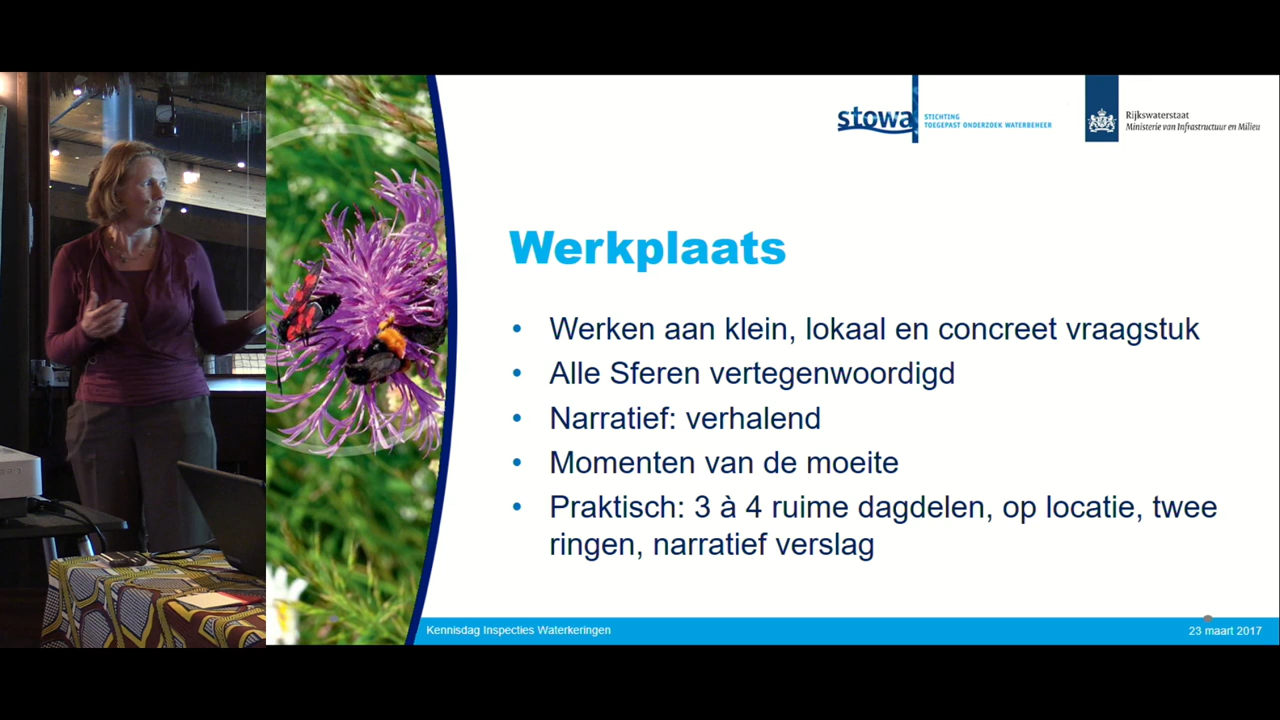 stowa
STICHTING
TOEGEPAST ONDERZOEK WATERBEHEER
Rijkswaterstaat
Ministerie van Infrastructuur en Milieu
Werkplaats
• Werken aan klein, lokaal en concreet vraagstuk
• Alle Sferen vertegenwoordigd
• Narratief: verhalend
• Momenten van de moeite
• Praktisch: 3 à 4 ruime dagdelen, op locatie, twee
ringen, narratief verslag
Kennisdag Inspecties Waterkeringen
23 maart 2017